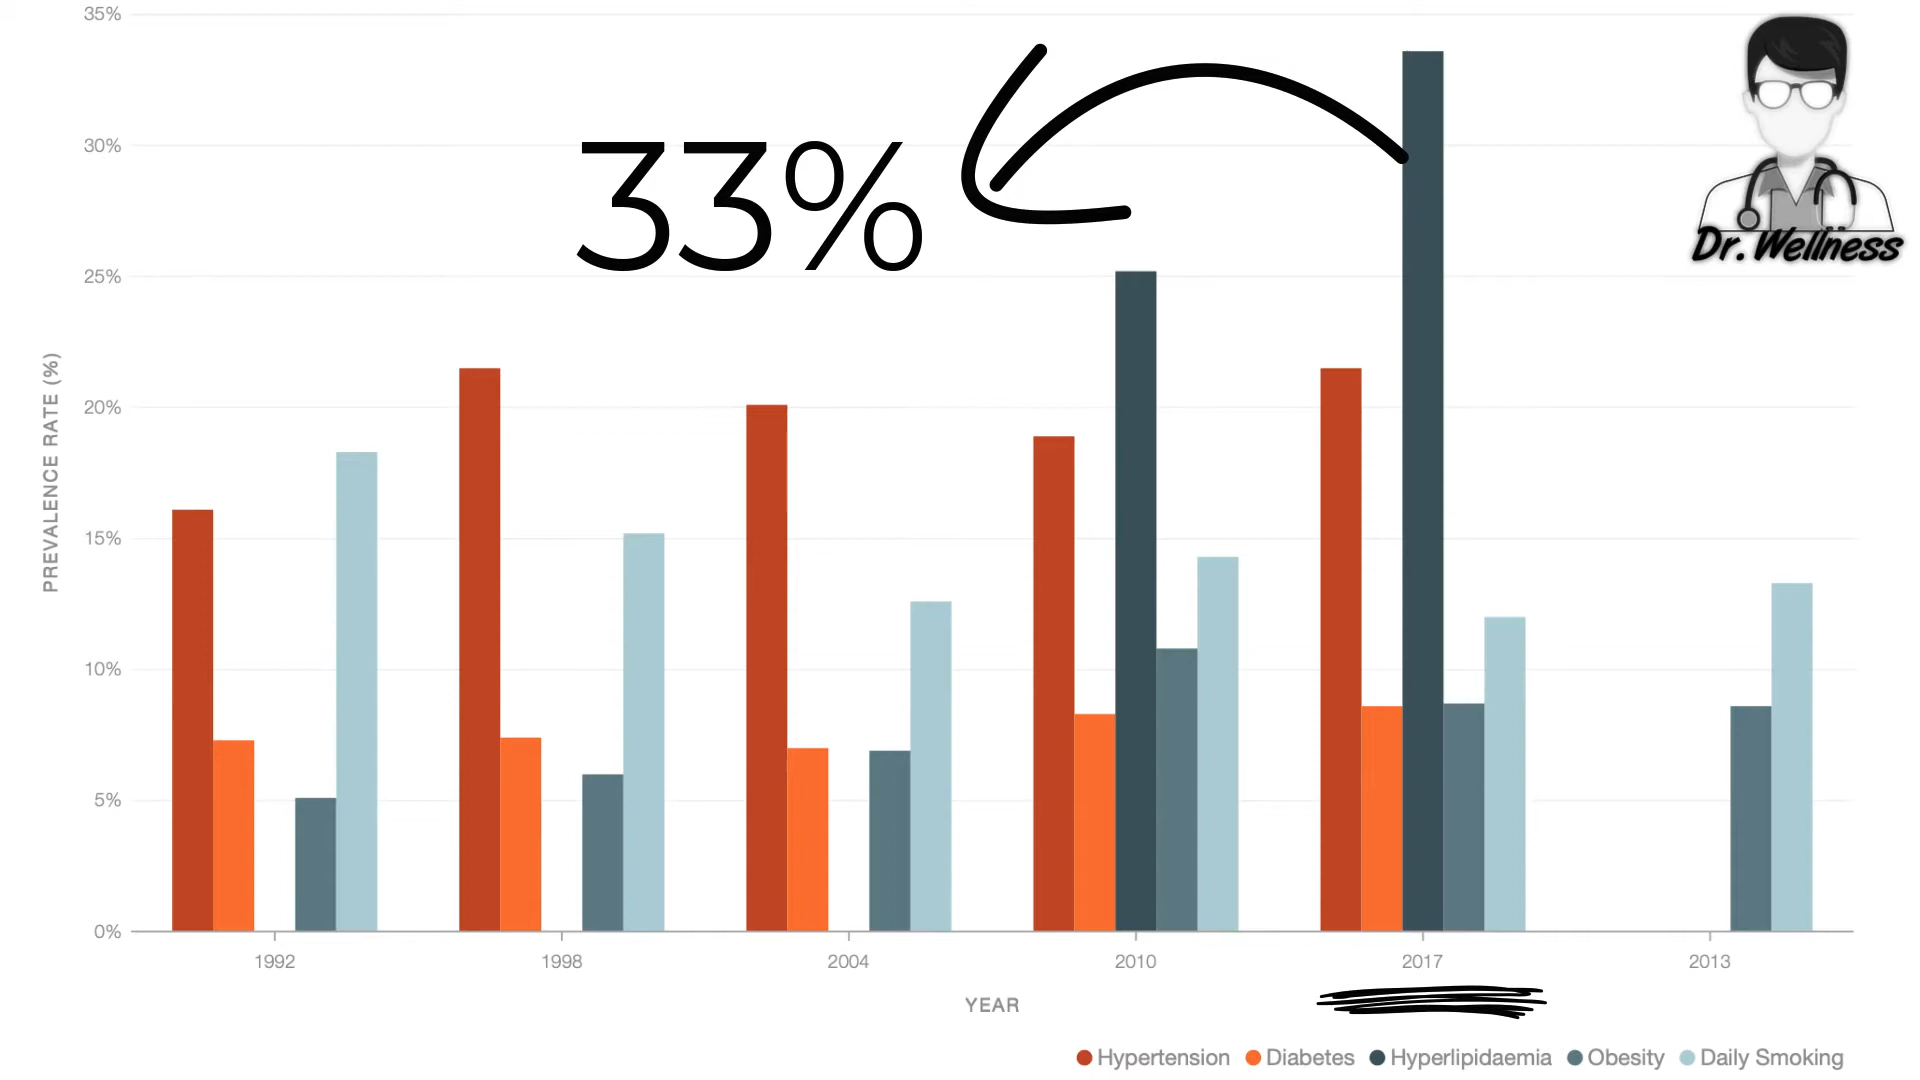 35%
30%
25%
20%
15%
10%
5%
0%
PREVALENCE RATE (%)
33%
Dr. Wellness
1992
1998
2004
2010
2017
2013
YEAR
Hypertension
Diabetes
Hyperlipidaemia
Obesity
Daily Smoking